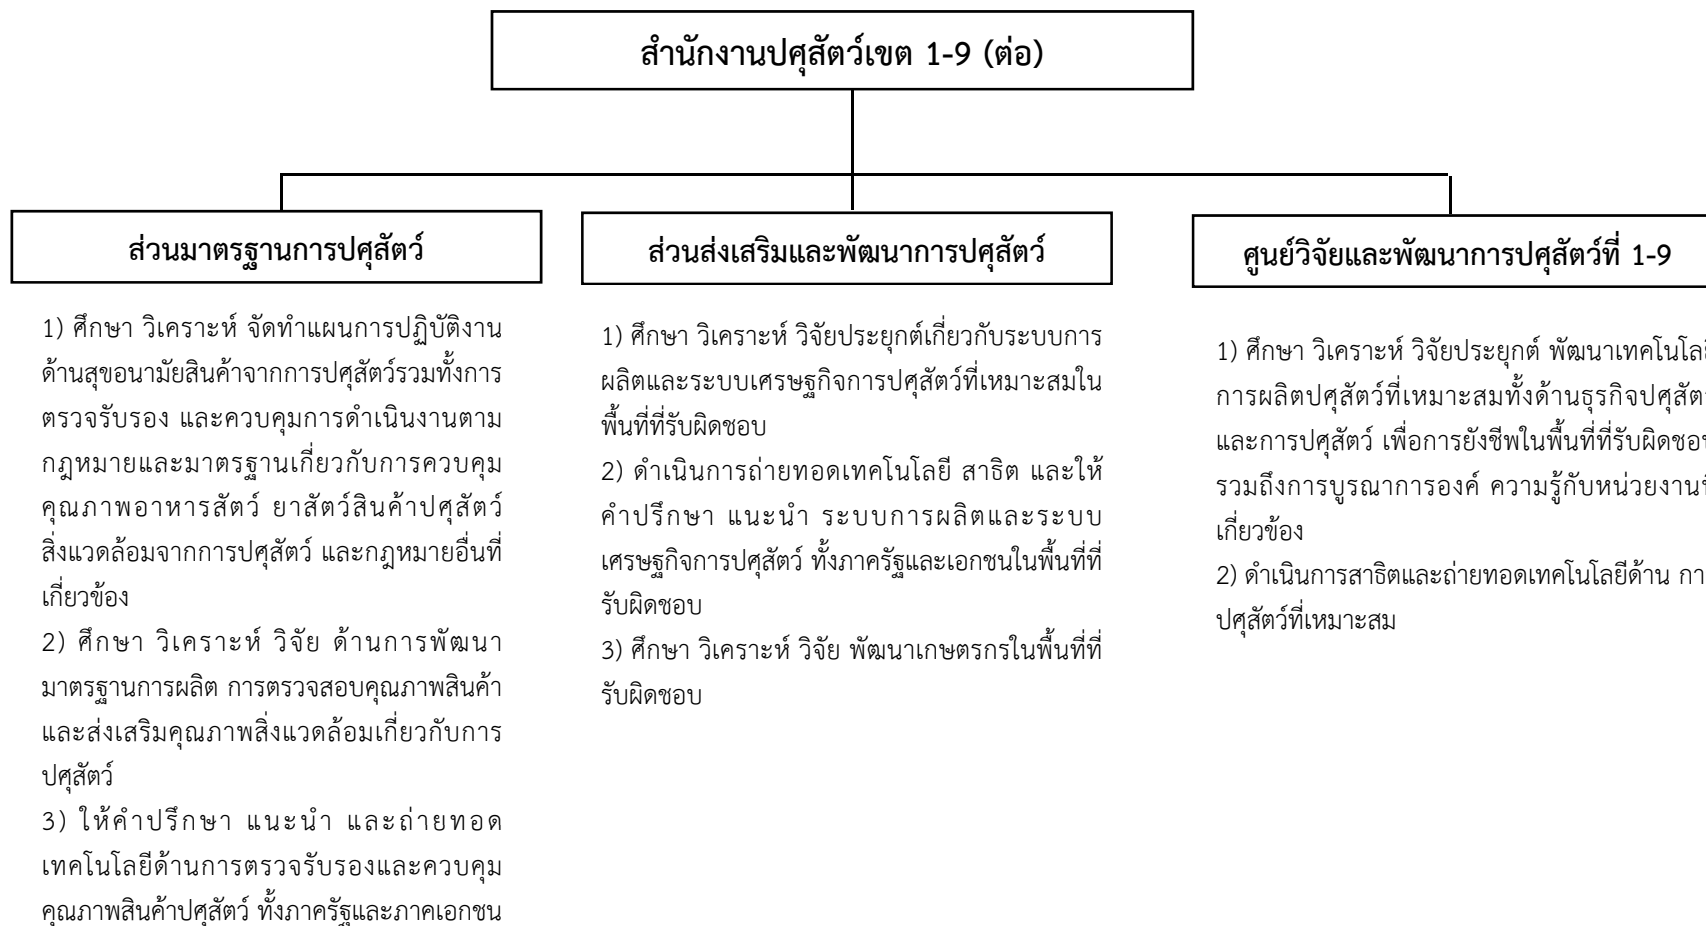 สำนักงานปศุสัตว์เขต 1-9 (ต่อ)
ส่วนมาตรฐานการปศุสัตว์
1) ศึกษา วิเคราะห์ จัดทำแผนการปฏิบัติงาน
ด้านสุขอนามัยสินค้าจากการปศุสัตว์รวมทั้งการ
ตรวจรับรอง และควบคุมการดำเนินงานตาม
กฎหมายและมาตรฐานเกี่ยวกับการควบคุม
คุณภาพอาหารสัตว์ ยาสัตว์สินค้าปศุสัตว์
สิ่งแวดล้อมจากการปศุสัตว์ และกฎหมายอื่นที่
เกี่ยวข้อง
2) ศึกษา วิเคราะห์ วิจัย ด้านการพัฒนา
มาตรฐานการผลิต การตรวจสอบคุณภาพสินค้า
และส่งเสริมคุณภาพสิ่งแวดล้อมเกี่ยวกับการ
ปศุสัตว์
3) ให้คำปรึกษา แนะนำ และถ่ายทอด
เทคโนโลยีด้านการตรวจรับรองและควบคุม
คุณภาพสินค้าปศุสัตว์ ทั้งภาครัฐและภาคเอกชน
ส่วนส่งเสริมและพัฒนาการปศุสัตว์
1) ศึกษา วิเคราะห์ วิจัยประยุกต์เกี่ยวกับระบบการ
ผลิตและระบบเศรษฐกิจการปศุสัตว์ที่เหมาะสมใน
พื้นที่ที่รับผิดชอบ
2) ดำเนินการถ่ายทอดเทคโนโลยี สาธิต และให้
คำปรึกษา แนะนำ ระบบการผลิตและระบบ
เศรษฐกิจการปศุสัตว์ ทั้งภาครัฐและเอกชนในพื้นที่ที่
รับผิดชอบ
3) ศึกษา วิเคราะห์ วิจัย พัฒนาเกษตรกรในพื้นที่ที่
รับผิดชอบ
ศูนย์วิจัยและพัฒนาการปศุสัตว์ที่ 1-9
1) ศึกษา วิเคราะห์ วิจัยประยุกต์ พัฒนาเทคโนโลยี
การผลิตปศุสัตว์ที่เหมาะสมทั้งด้านธุรกิจปศุสัตว์
และการปศุสัตว์ เพื่อการยังชีพในพื้นที่ที่รับผิดชอบ
รวมถึงการบูรณาการองค์ ความรู้กับหน่วยงานที่
เกี่ยวข้อง
2) ดำเนินการสาธิตและถ่ายทอดเทคโนโลยีด้าน กา
ปศุสัตว์ที่เหมาะสม